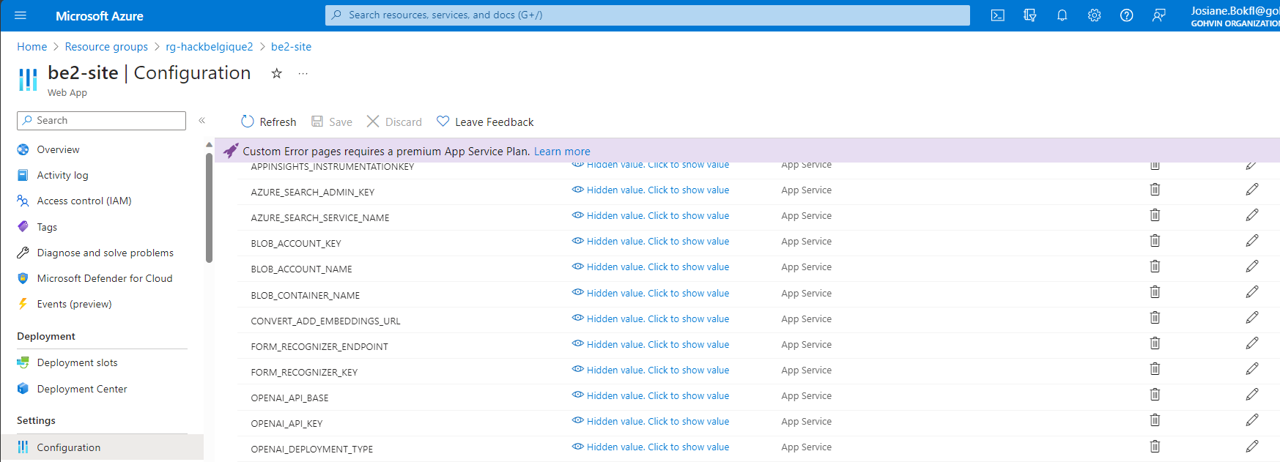 Microsoft Azure
Search resources, services, and docs (G+/)
Josiane.Bokfl@gol
GOHVIN ORGANIZATION
Home > Resource groups > rg-hackbelgique2 > be2-site
be2-site | Configuration
Web App
Search
Refresh Save Discard Leave Feedback
Custom Error pages requires a premium App Service Plan. Learn more
Overview
Activity log
Access control (IAM)
Tags
Diagnose and solve problems
Microsoft Defender for Cloud
Events (preview)
Deployment
Deployment slots
Deployment Center
Settings
Configuration
APPINSIGHTS_INSTRUMENTATIONKEY Hidden value. Click to show value App Service
AZURE_SEARCH_ADMIN_KEY Hidden value. Click to show value App Service
AZURE_SEARCH_SERVICE_NAME Hidden value. Click to show value App Service
BLOB_ACCOUNT_KEY Hidden value. Click to show value App Service
BLOB_ACCOUNT_NAME Hidden value. Click to show value App Service
BLOB_CONTAINER_NAME Hidden value. Click to show value App Service
CONVERT_ADD_EMBEDDINGS_URL Hidden value. Click to show value App Service
FORM_RECOGNIZER_ENDPOINT Hidden value. Click to show value App Service
FORM_RECOGNIZER_KEY Hidden value. Click to show value App Service
OPENAI_API_BASE Hidden value. Click to show value App Service
OPENAI_API_KEY Hidden value. Click to show value App Service
OPENAI_DEPLOYMENT_TYPE Hidden value. Click to show value App Service